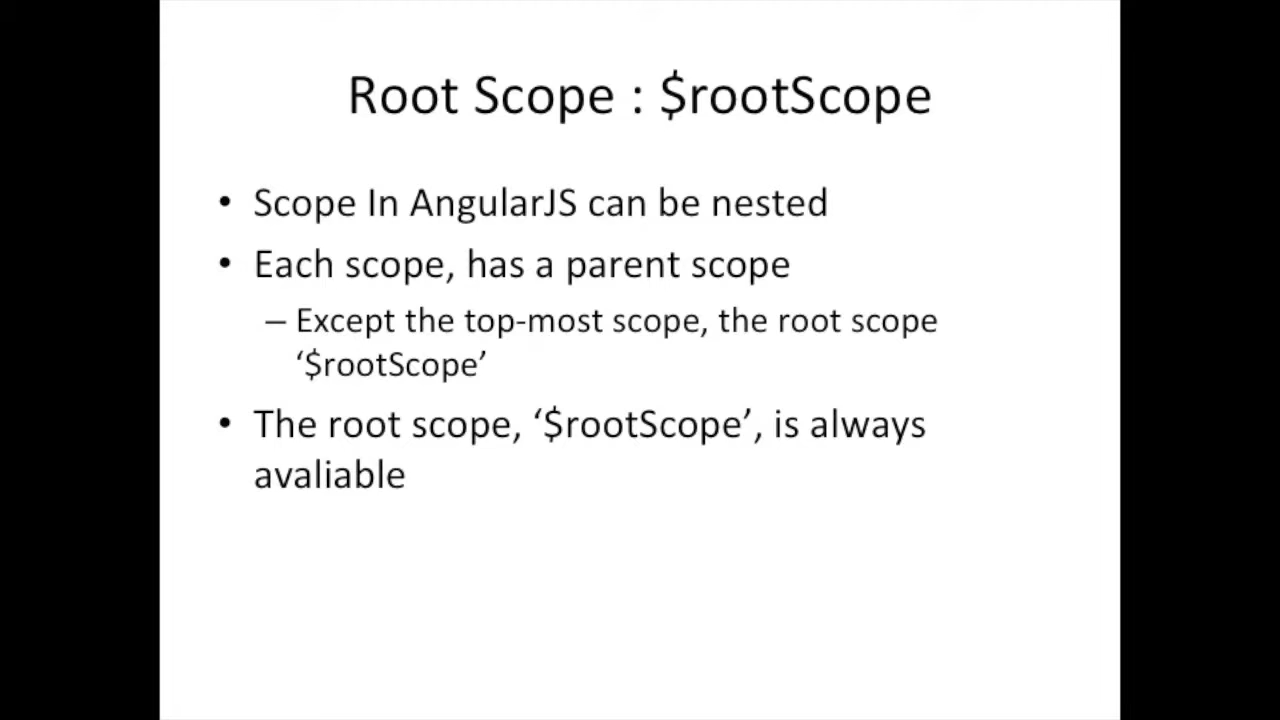 Root Scope : $rootScope
• Scope In AngularJS can be nested
• Each scope, has a parent scope
– Except the top-most scope, the root scope
‘$rootScope’
• The root scope, ‘$rootScope’, is always
avaliable